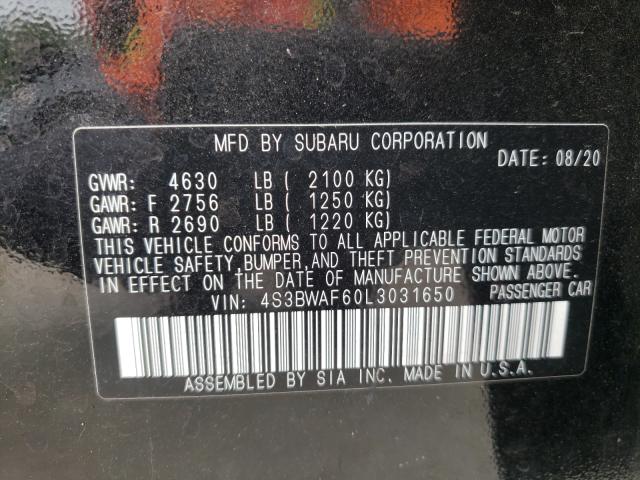 MFD BY SUBARU CORPORATION
DATE: 08/20
GVWR: 4630 LB ( 2100 KG)
GAWR: F 2756 LB ( 1250 KG)
GAWR: R 2690 LB ( 1220 KG)
THIS VEHICLE CONFORMS TO ALL APPLICABLE FEDERAL MOTOR
VEHICLE SAFETY, BUMPER, AND THEFT PREVENTION STANDARDS
IN EFFECT ON THE DATE OF MANUFACTURE SHOWN ABOVE.
VIN: 4S3BWAF60L3031650 PASSENGER CAR
ASSEMBLED BY SIA INC. MADE IN U.S.A.